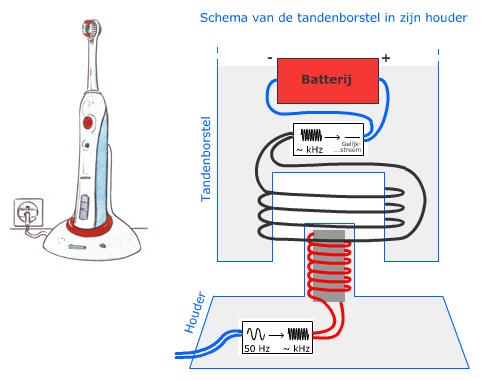 Schema van de tandenborstel in zijn houder
- +
Batterij
~ kHz
Gelijk-
...stroom
Tandenborstel
Houder
50 Hz ~ kHz